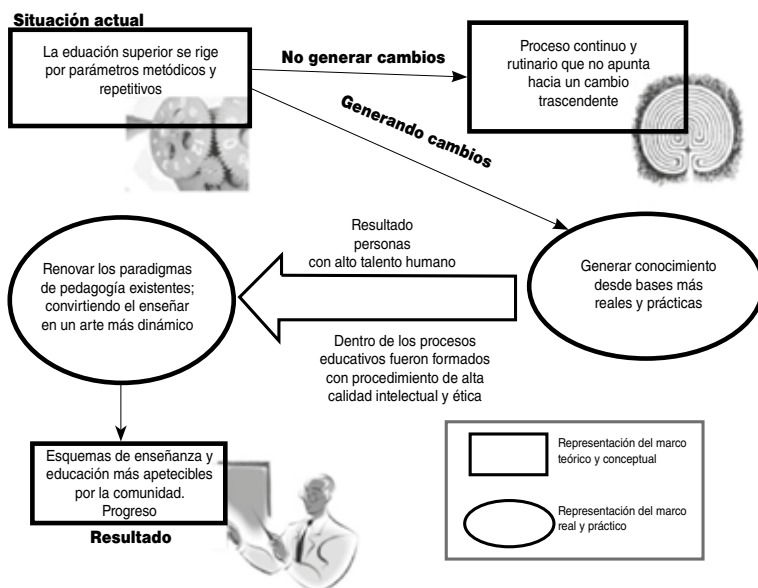 Situación actual
La eduación superior se rige
por parámetros metódicos y
repetitivos
No generar cambios
Proceso continuo y
rutinario que no apunta
hacia un cambio
trascendente
Generando cambios
Resultado
personas
con alto talento humano
Renovar los paradigmas
de pedagogía existentes;
convirtiendo el enseñar
en un arte más dinámico
Generar conocimiento
desde bases más
reales y prácticas
Dentro de los procesos
educativos fueron formados
con procedimiento de alta
calidad intelectual y ética
Esquemas de enseñanza y
educación más apetecibles
por la comunidad.
Progreso
Resultado
Representación del marco
teórico y conceptual
Representación del marco
real y práctico